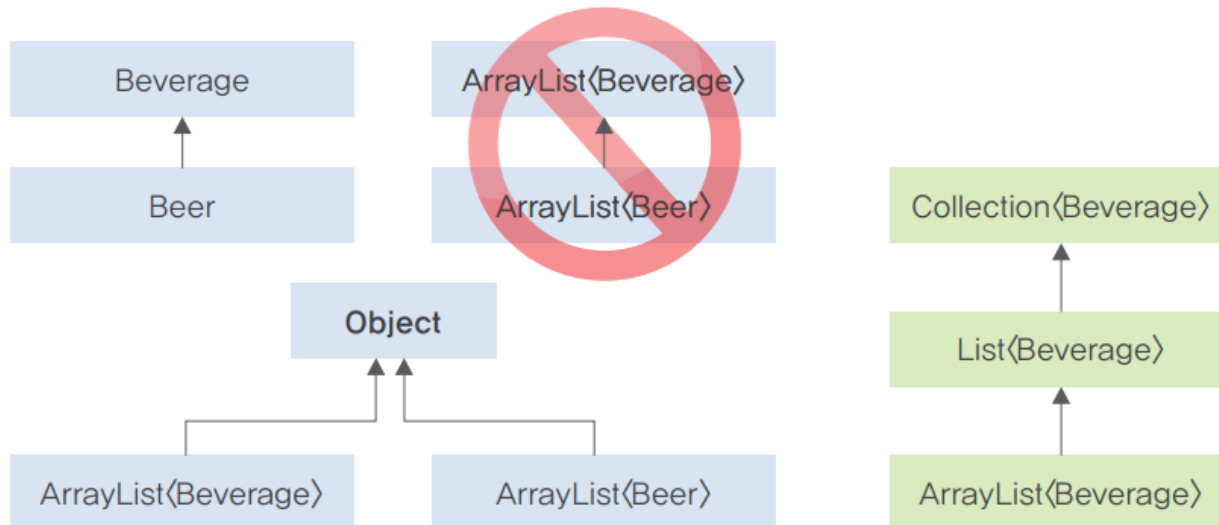 Beverage
Beer
ArrayList〈Beverage〉
ArrayList〈Beer〉
Object
ArrayList〈Beverage〉
ArrayList〈Beer〉
Collection〈Beverage〉
List〈Beverage〉
ArrayList〈Beverage〉